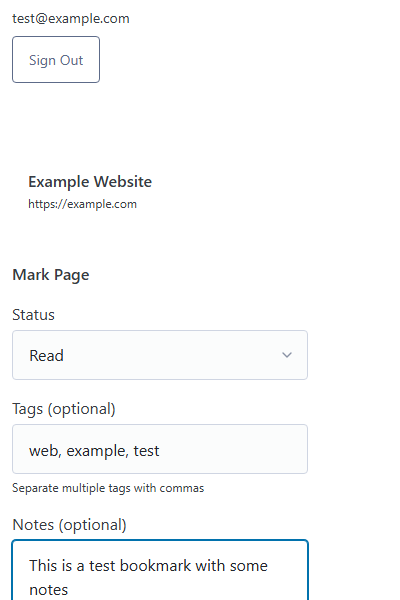 test@example.com
Sign Out
Example Website
https://example.com
Mark Page
Status
Read
Tags (optional)
web, example, test
Separate multiple tags with commas
Notes (optional)
This is a test bookmark with some
notes